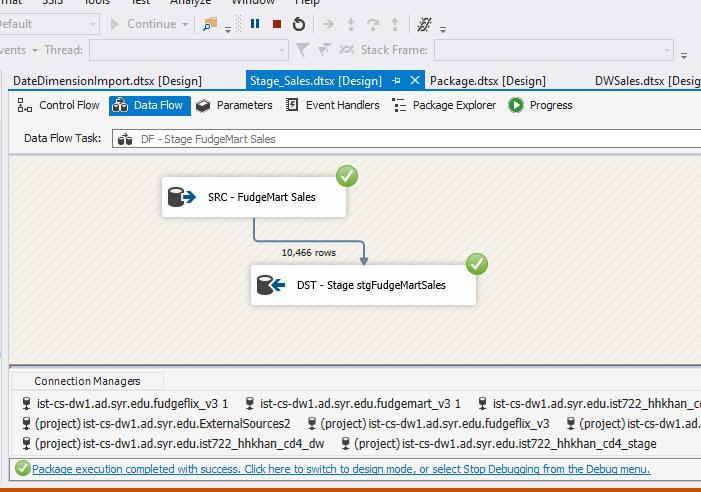 rmat SSIS Tools Test Analyze Window Help
Default Continue
vents Thread: Stack Frame:
DateDimensionImport.dtsx [Design] Stage_Sales.dtsx [Design] Package.dtsx [Design] DWSales.dtsx [Desig
Control Flow Data Flow Parameters Event Handlers Package Explorer Progress
Data Flow Task: DF - Stage FudgeMart Sales
SRC - FudgeMart Sales
10,466 rows
DST - Stage stgFudgeMartSales
Connection Managers
ist-cs-dw1.ad.syr.edu.fudgeflix_v3 1 ist-cs-dw1.ad.syr.edu.fudgemart_v3 1 ist-cs-dw1.ad.syr.edu.ist722_hhkhan_c
(project) ist-cs-dw1.ad.syr.edu.ExternalSources2 (project) ist-cs-dw1.ad.syr.edu.fudgeflix_v3 (project) ist-cs-dw1.a
(project) ist-cs-dw1.ad.syr.edu.ist722_hhkhan_cd4_dw (project) ist-cs-dw1.ad.syr.edu.ist722_hhkhan_cd4_stage
Package execution completed with success. Click here to switch to design mode, or select Stop Debugging from the Debug menu.